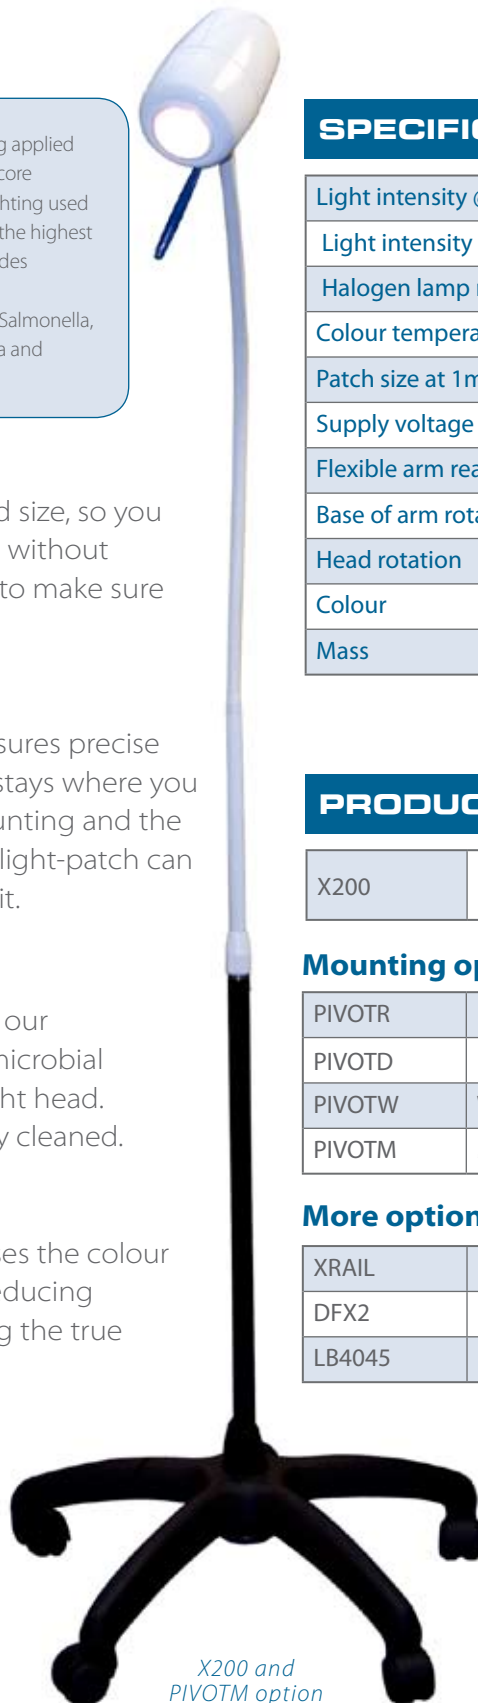 g applied
core
hting used
the highest
des
Salmonella,
a and
d size, so you
without
to make sure
sures precise
stays where you
unting and the
light-patch can
it.
our
nicrobial
ht head.
y cleaned.
ses the colour
educing
g the true
SPECIFI
Light intensity @
Light intensity
Halogen lamp
Colour tempera
Patch size at 1m
Supply voltage
Flexible arm rea
Base of arm rota
Head rotation
Colour
Mass
PRODUC
X200
Mounting op
PIVOTR
PIVOTD
PIVOTW
PIVOTM
More option
XRAIL
DFX2
LB4045
X200 and
PIVOTM option